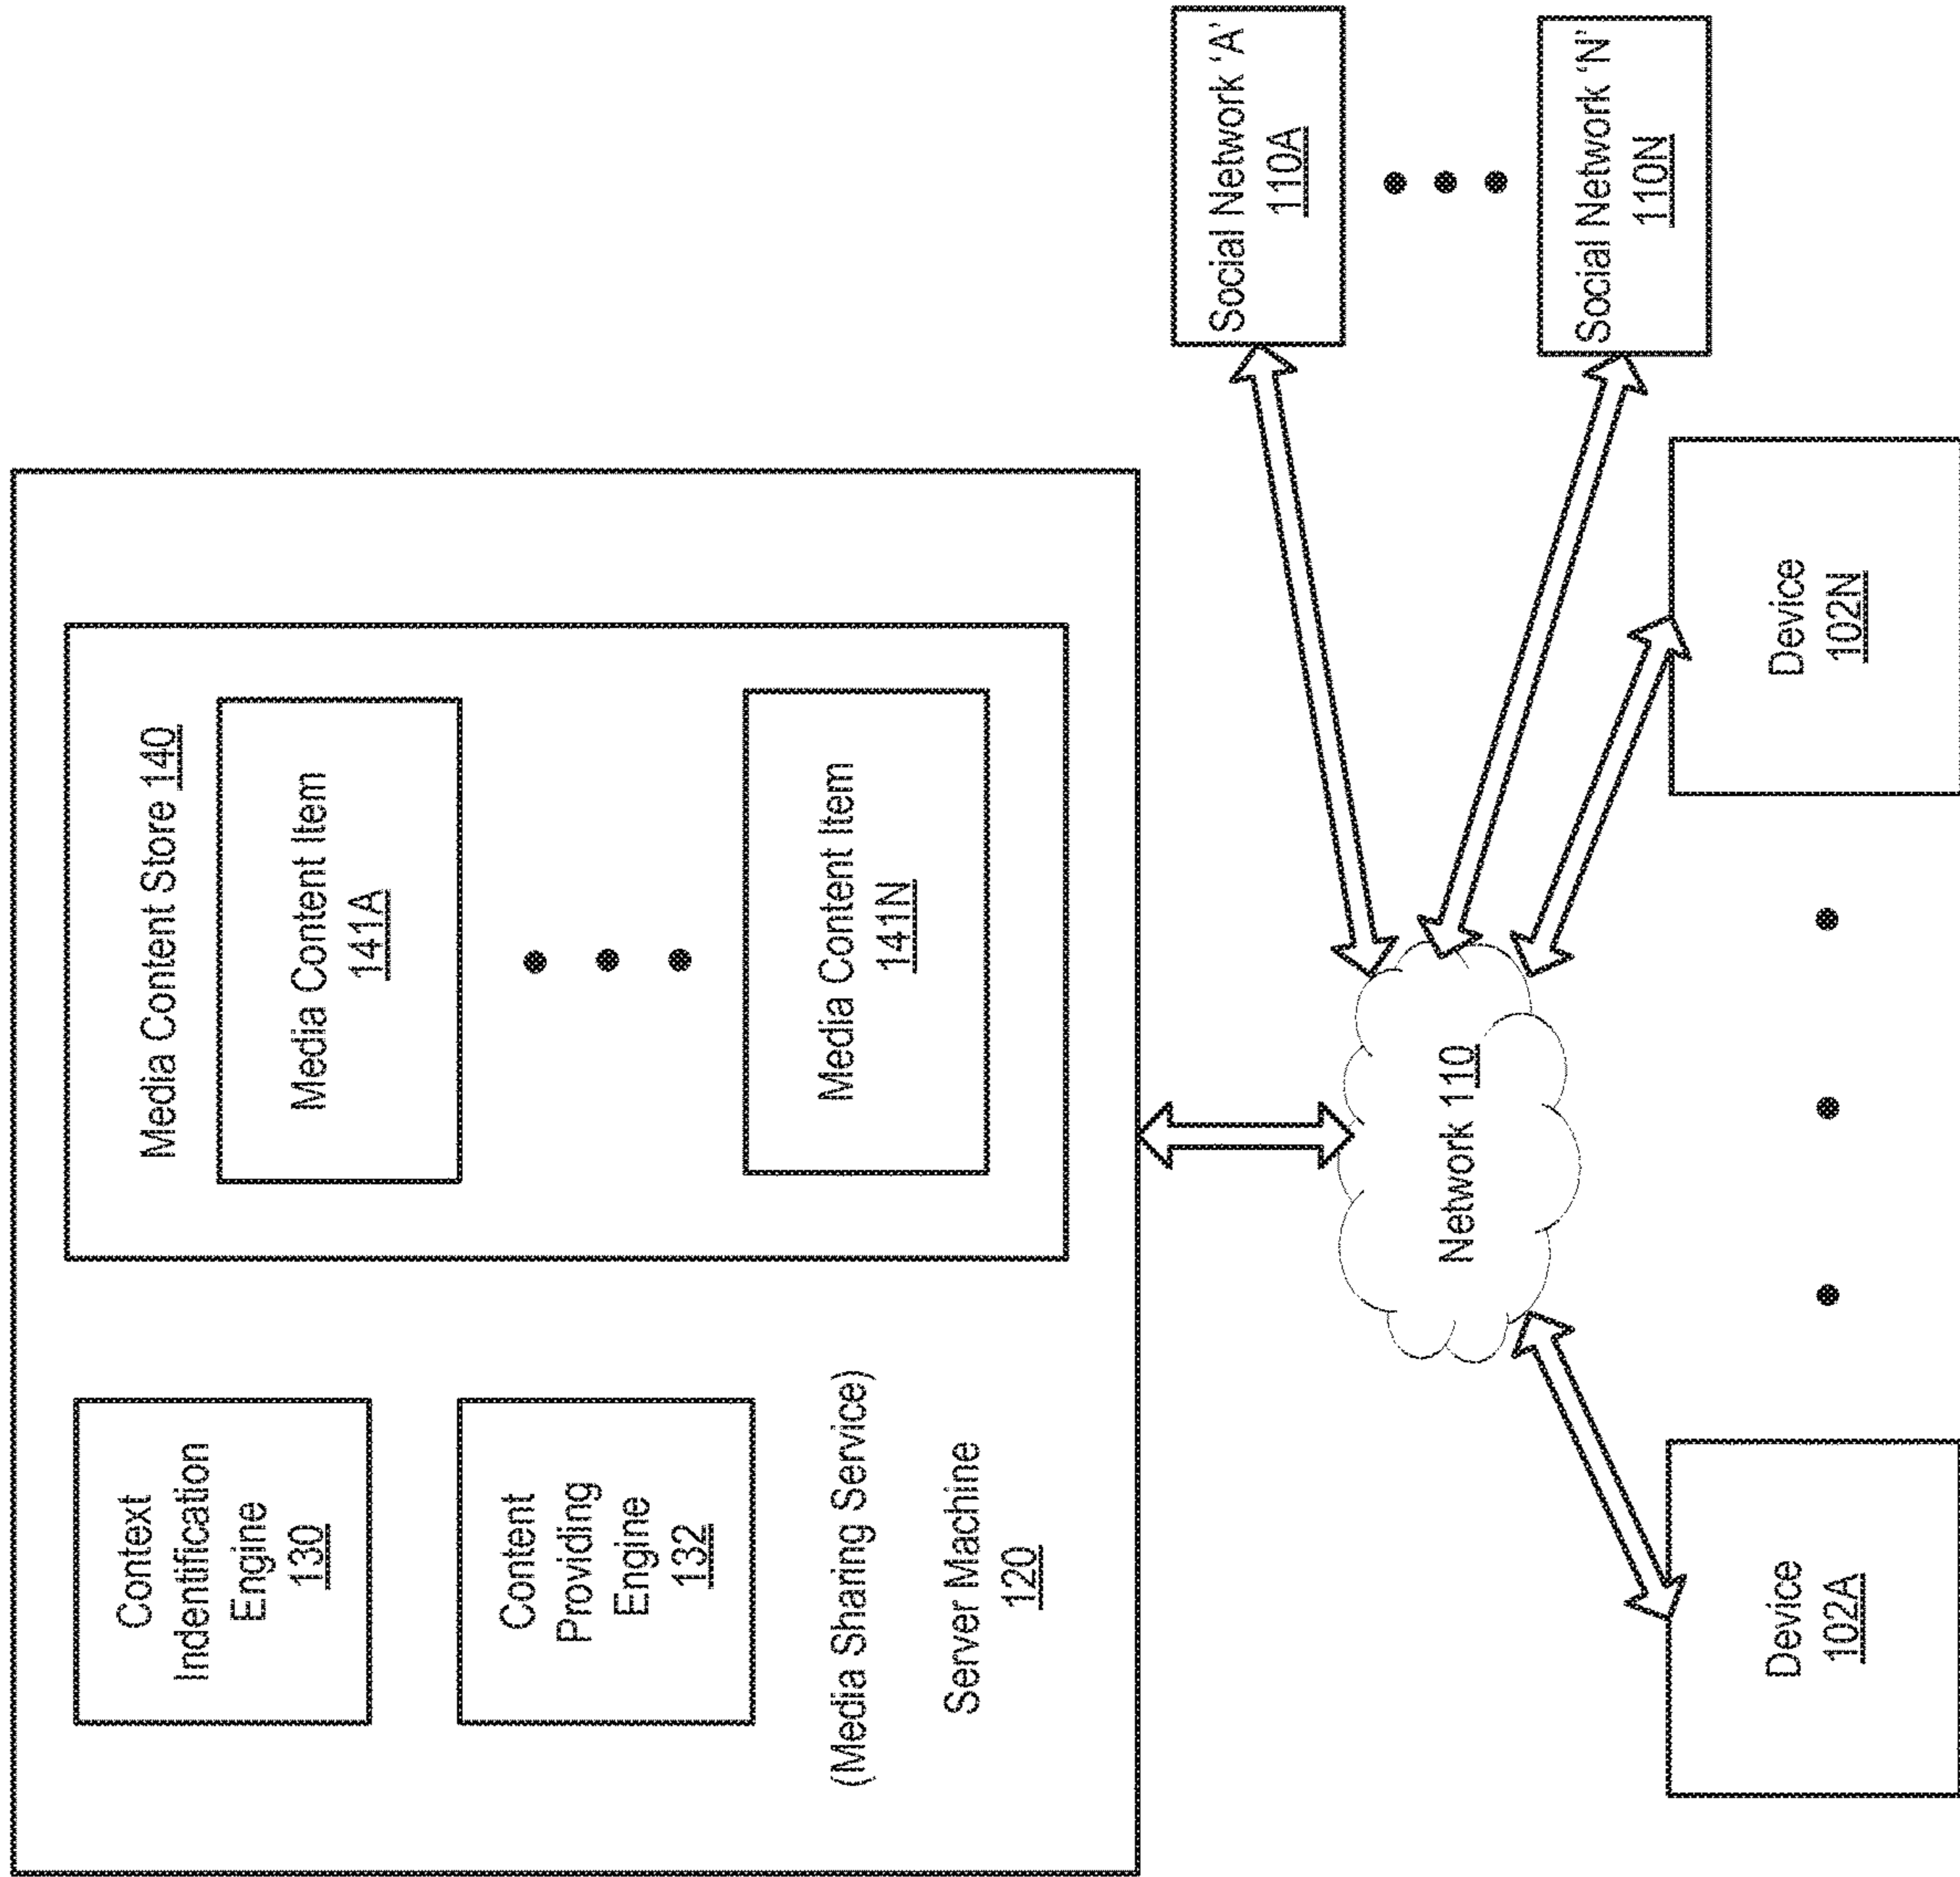 Context
Indentification
Engine
130
Content
Providing
Engine
132
(Media Sharing Service)
Server Machine
120
Media Content Store 140
Media Content Item
141A
Media Content Item
141N
Network 110
Social Network 'A'
110A
Social Network 'N'
110N
Device
102A
Device
102N